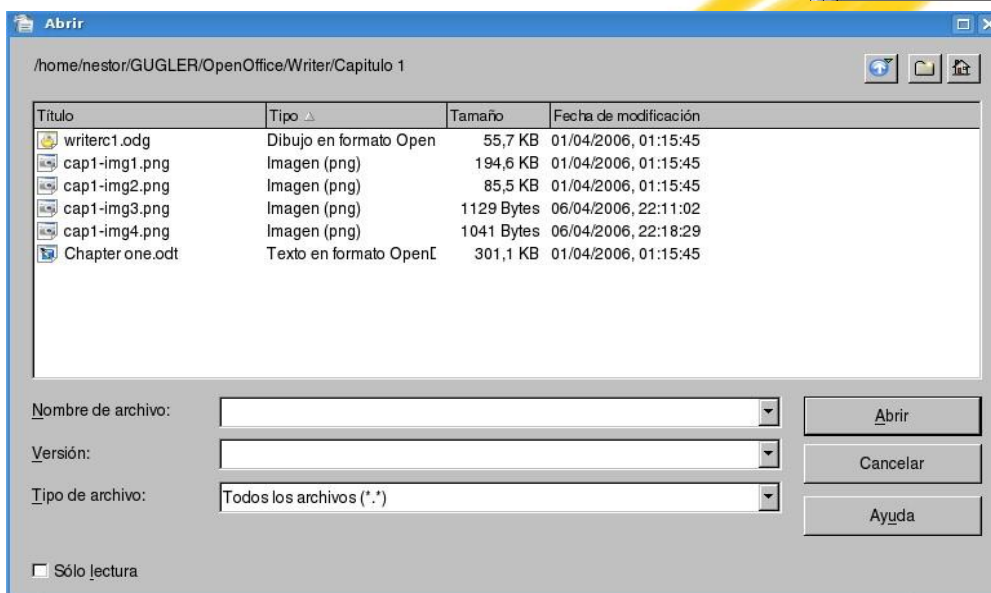 Abrir
/home/nestor/GUGLER/OpenOffice/Writer/Capitulo 1
Título Tipo Tamaño Fecha de modificación
writerc1.odg Dibujo en formato Open 55,7 KB 01/04/2006, 01:15:45
cap1-img1.png Imagen (png) 194,6 KB 01/04/2006, 01:15:45
cap1-img2.png Imagen (png) 85,5 KB 01/04/2006, 01:15:45
cap1-img3.png Imagen (png) 1129 Bytes 06/04/2006, 22:11:02
cap1-img4.png Imagen (png) 1041 Bytes 06/04/2006, 22:18:29
Chapter one.odt Texto en formato OpenD 301,1 KB 01/04/2006, 01:15:45
Nombre de archivo:
Abrir
Versión:
Cancelar
Tipo de archivo: Todos los archivos (*.*)
Ayuda
Sólo lectura